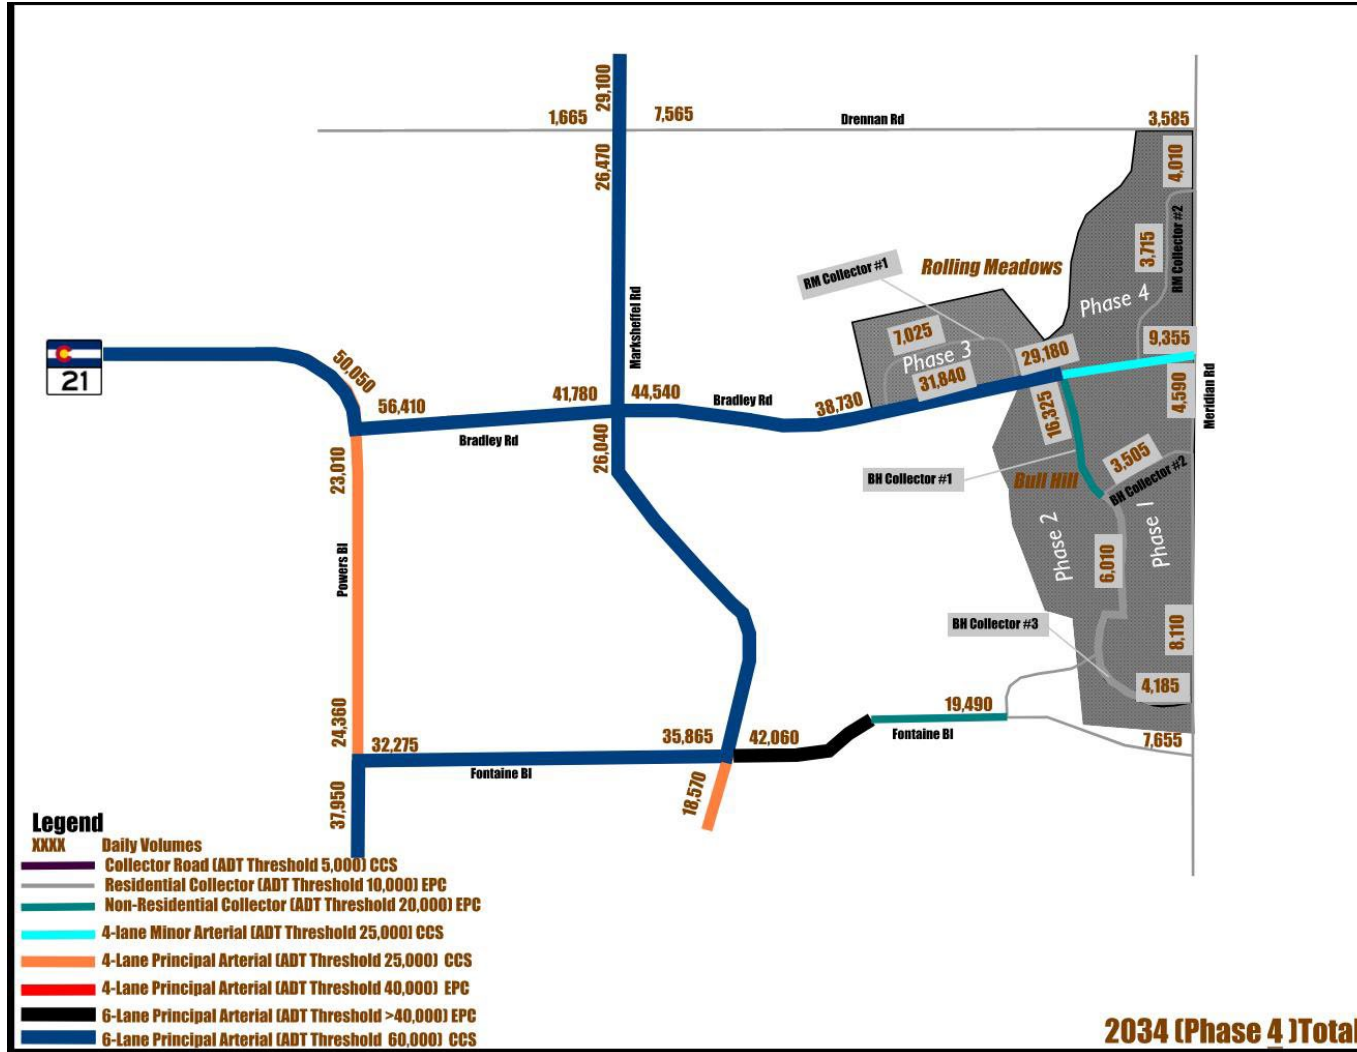 29,100
1,665
7,565
Drennan Rd
3,585
26,470
4,010
RM Collector #2
3,715
RM Collector #1
Rolling Meadows
Phase 4
Marksheffel Rd
7,025
Phase 3
29,180
9,355
21
50,050
56,410
41,780
44,540
Bradley Rd
38,730
31,840
16,325
4,590
Meridian Rd
Bradley Rd
26,040
23,010
BH Collector #1
Bull Hill
3,505
BH Collector #2
Phase 2
Phase 1
Powers Bl
6,010
BH Collector #3
8,110
4,185
24,360
32,275
35,865
42,060
19,490
Fontaine Bl
7,655
Fontaine Bl
37,950
18,570
Legend
XXXX Daily Volumes
Collector Road (ADT Threshold 5,000) CCS
Residential Collector (ADT Threshold 10,000) EPC
Non-Residential Collector (ADT Threshold 20,000) EPC
4-lane Minor Arterial (ADT Threshold 25,000) CCS
4-Lane Principal Arterial (ADT Threshold 25,000) CCS
4-Lane Principal Arterial (ADT Threshold 40,000) EPC
6-Lane Principal Arterial (ADT Threshold >40,000) EPC
6-Lane Principal Arterial (ADT Threshold 60,000) CCS
2034 (Phase 4 )Total